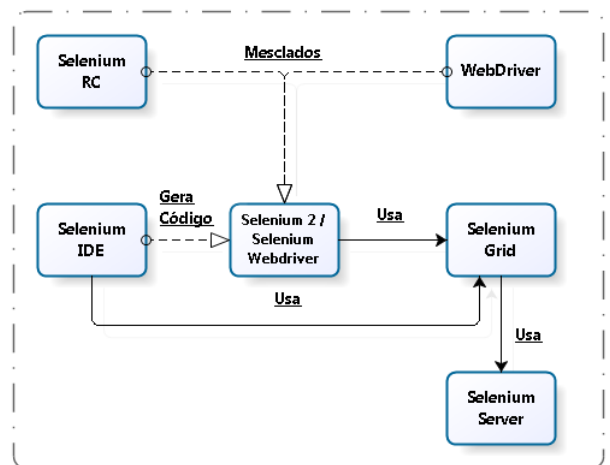 Mesclados
Selenium
RC
WebDriver
Gera
Código
Selenium
IDE
Selenium 2 /
Selenium
Webdriver
Usa
Selenium
Grid
Usa
Usa
Selenium
Server